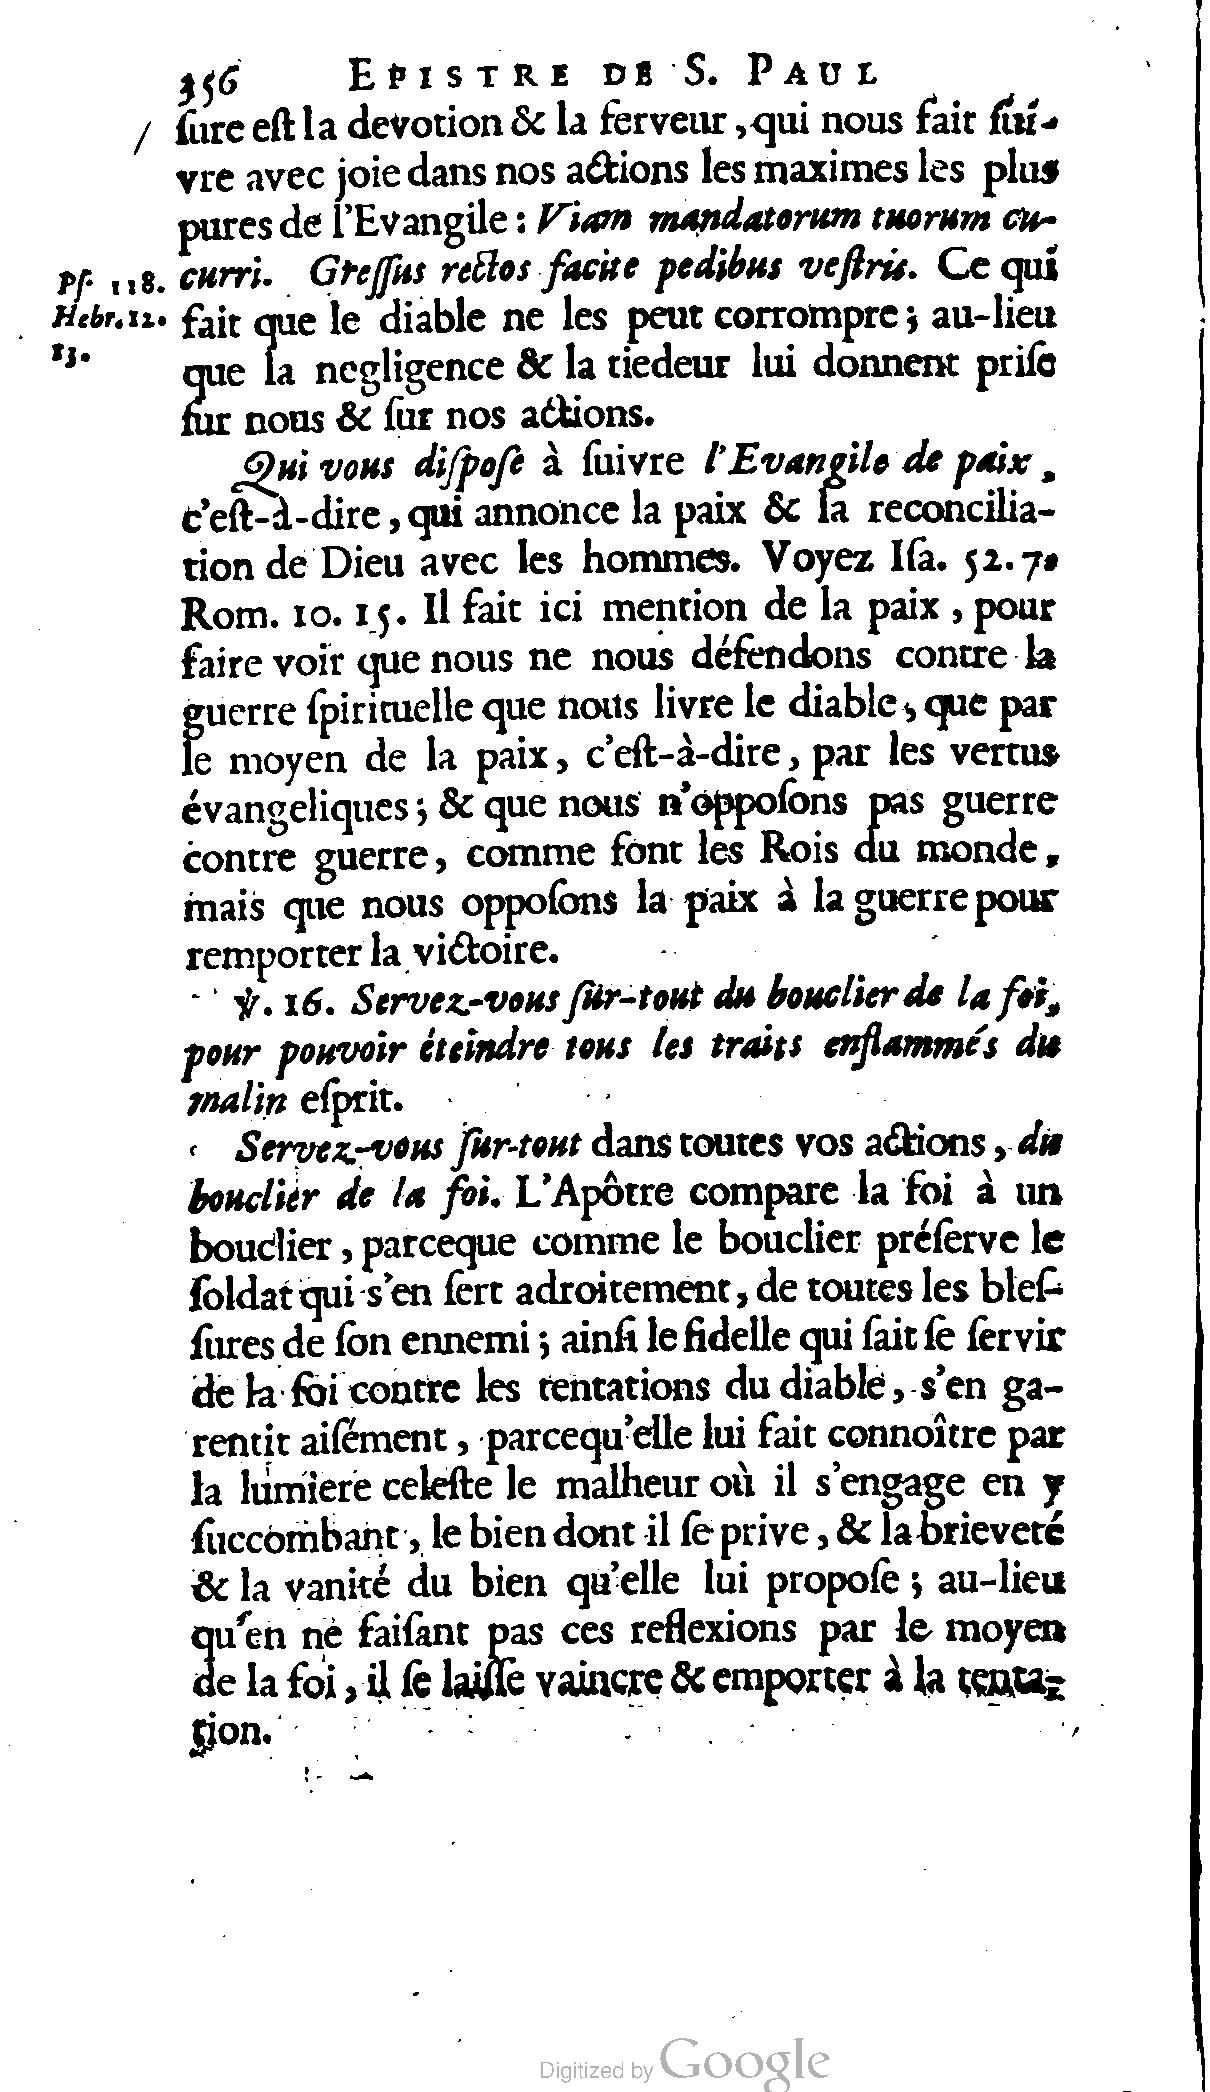 356 EPISTRE DE S. PAUL
ſure eſt la devotion & la ferveur, qui nous fait ſui-
vre avec joie dans nos actions les maximes les plus
pures de l'Evangile : Viam mandatorum tuorum cu-
Pſ. 118. curri. Greſſus rectos facite pedibus veſtris. Ce qui
Hebr. 12. fait que le diable ne les peut corrompre ; au-lieu
13. que la negligence & la tiedeur lui donnent priſe
ſur nous & ſur nos actions.
Qui vous diſpoſe à ſuivre l'Evangile de paix,
c'eſt-à-dire, qui annonce la paix & la reconcilia-
tion de Dieu avec les hommes. Voyez Iſa. 52. 7.
Rom. 10. 15. Il fait ici mention de la paix, pour
faire voir que nous ne nous défendons contre la
guerre ſpirituelle que nous livre le diable, que par
le moyen de la paix, c'eſt-à-dire, par les vertus
évangeliques ; & que nous n'oppoſons pas guerre
contre guerre, comme font les Rois du monde,
mais que nous oppoſons la paix à la guerre pour
remporter la victoire.
℣. 16. Servez-vous ſur-tout du bouclier de la foi,
pour pouvoir éteindre tous les traits enflammés du
malin eſprit.
Servez-vous ſur-tout dans toutes vos actions, du
bouclier de la foi. L'Apôtre compare la foi à un
bouclier, parceque comme le bouclier préſerve le
ſoldat qui s'en ſert adroitement, de toutes les bleſ-
ſures de ſon ennemi ; ainſi le fidelle qui ſait ſe ſervir
de la foi contre les tentations du diable, s'en ga-
rentit aiſément, parcequ'elle lui fait connoître par
la lumiere celeſte le malheur où il s'engage en y
ſuccombant, le bien dont il ſe prive, & la brieveté
& la vanité du bien qu'elle lui propoſe ; au-lieu
qu'en ne faiſant pas ces reflexions par le moyen
de la foi, il ſe laiſſe vaincre & emporter à la tenta-
tion.
Digitized by Google